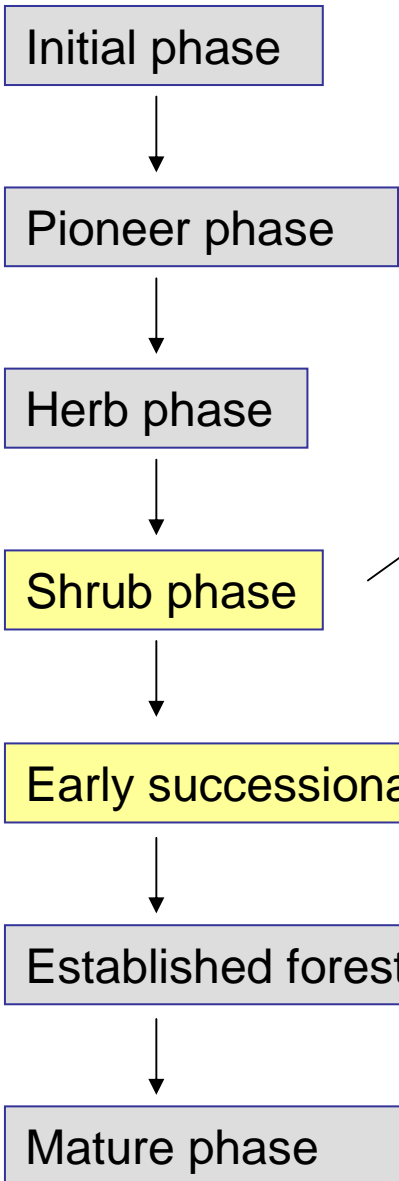 Initial phase
Pioneer phase
Herb phase
Shrub phase
Early successiona
Established forest
Mature phase